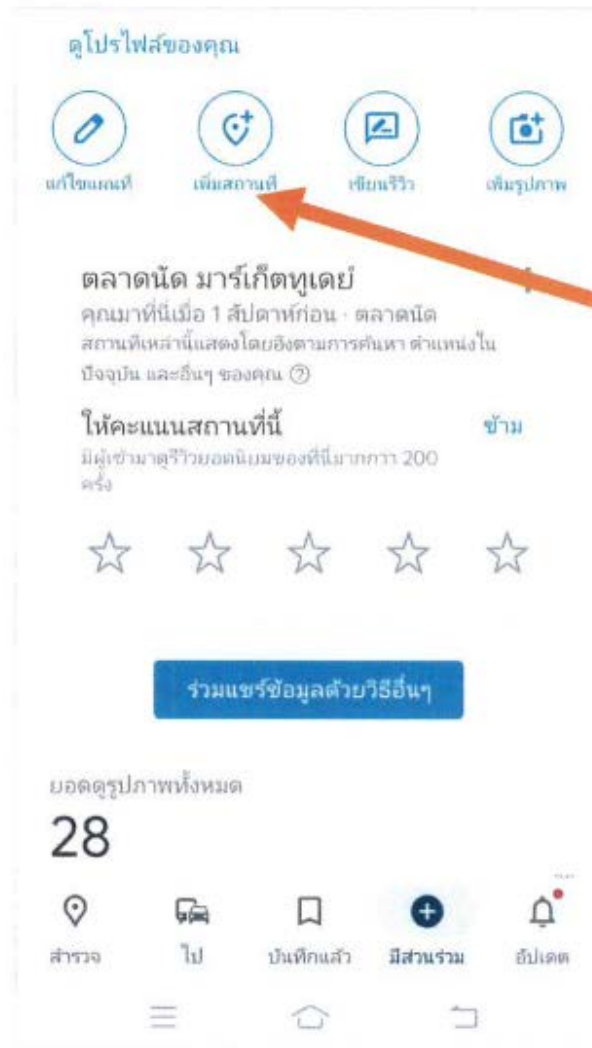 ดูโปรไฟล์ของคุณ
แก้ไขแผนที่
เพิ่มสถานที่
เขียนรีวิว
เพิ่มรูปภาพ
ตลาดนัด มาร์เก็ตทูเดย์
คุณมาที่นี่เมื่อ 1 สัปดาห์ก่อน · ตลาดนัด
สถานที่เหล่านี้แสดงโดยอิงตามการค้นหา ตำแหน่งใน
ปัจจุบัน และอื่นๆ ของคุณ
ให้คะแนนสถานที่นี้
ข้าม
มีผู้เข้ามาดูรีวิวยอดนิยมของที่นี่มากกว่า 200
ครั้ง
ร่วมแชร์ข้อมูลด้วยวิธีอื่นๆ
ยอดดูรูปภาพทั้งหมด
28
สำรวจ
ไป
บันทึกแล้ว
มีส่วนร่วม
อัปเดต